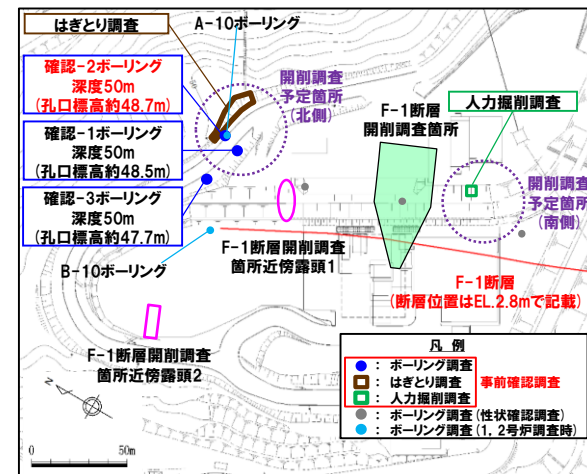 はぎとり調査
A-10ボーリング
確認-2ボーリング
深度50m
(孔口標高約48.7m)
確認-1ボーリング
深度50m
(孔口標高約48.5m)
確認-3ボーリング
深度50m
(孔口標高約47.7m)
B-10ボーリング
開削調査
予定箇所
(北側)
F-1断層
開削調査箇所
人力掘削調査
開削調査
予定箇所
(南側)
F-1断層開削調査
箇所近傍露頭1
F-1断層
(断層位置はEL.2.8mで記載)
F-1断層開削調査
箇所近傍露頭2
凡 例
: ボーリング調査
: はぎとり調査
: 人力掘削調査
事前確認調査
: ボーリング調査(性状確認調査)
: ボーリング調査(1, 2号炉調査時)
N
0 50m